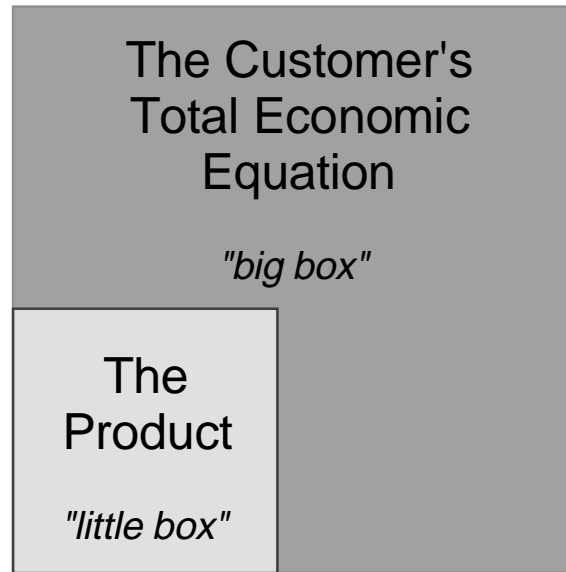 The Customer's
Total Economic
Equation
"big box"
The
Product
"little box"